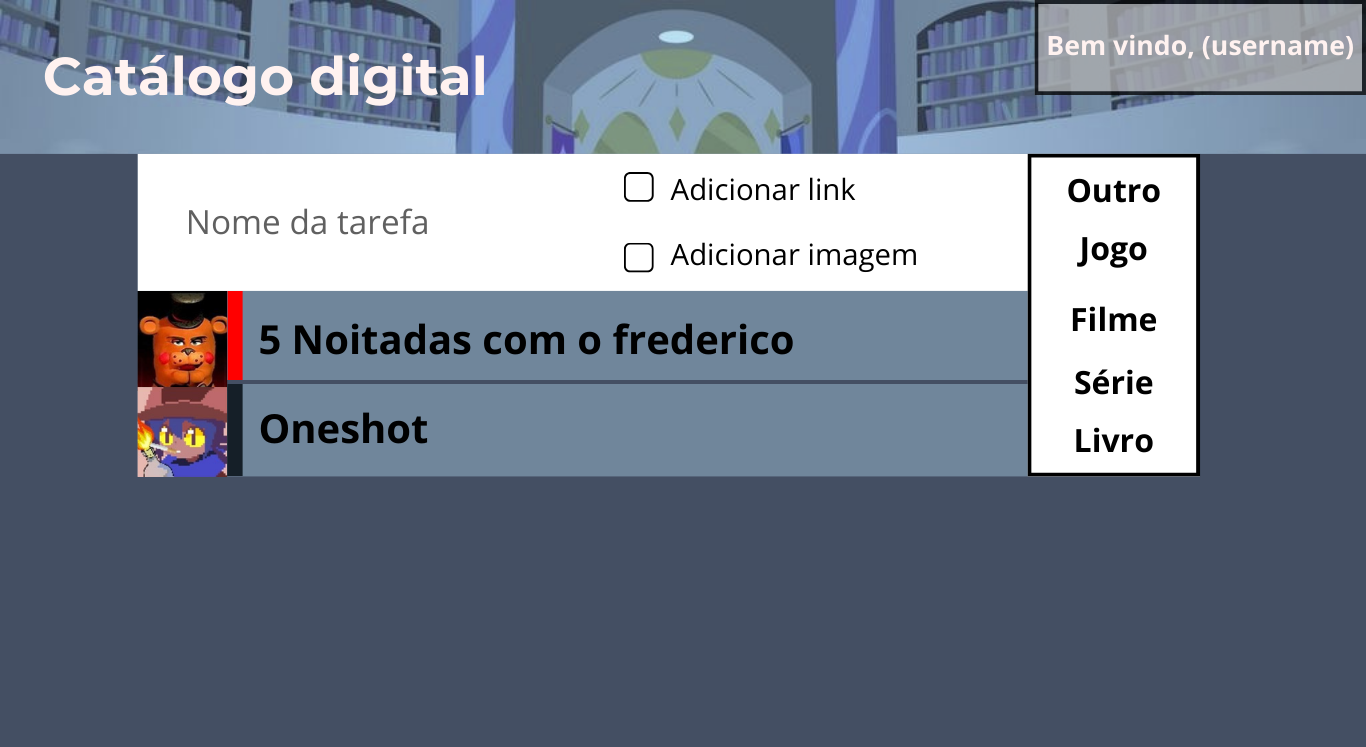 Catálogo digital
Bem vindo, (username)
Nome da tarefa
Adicionar link
Adicionar imagem
5 Noitadas com o frederico
Oneshot
Outro
Jogo
Filme
Série
Livro